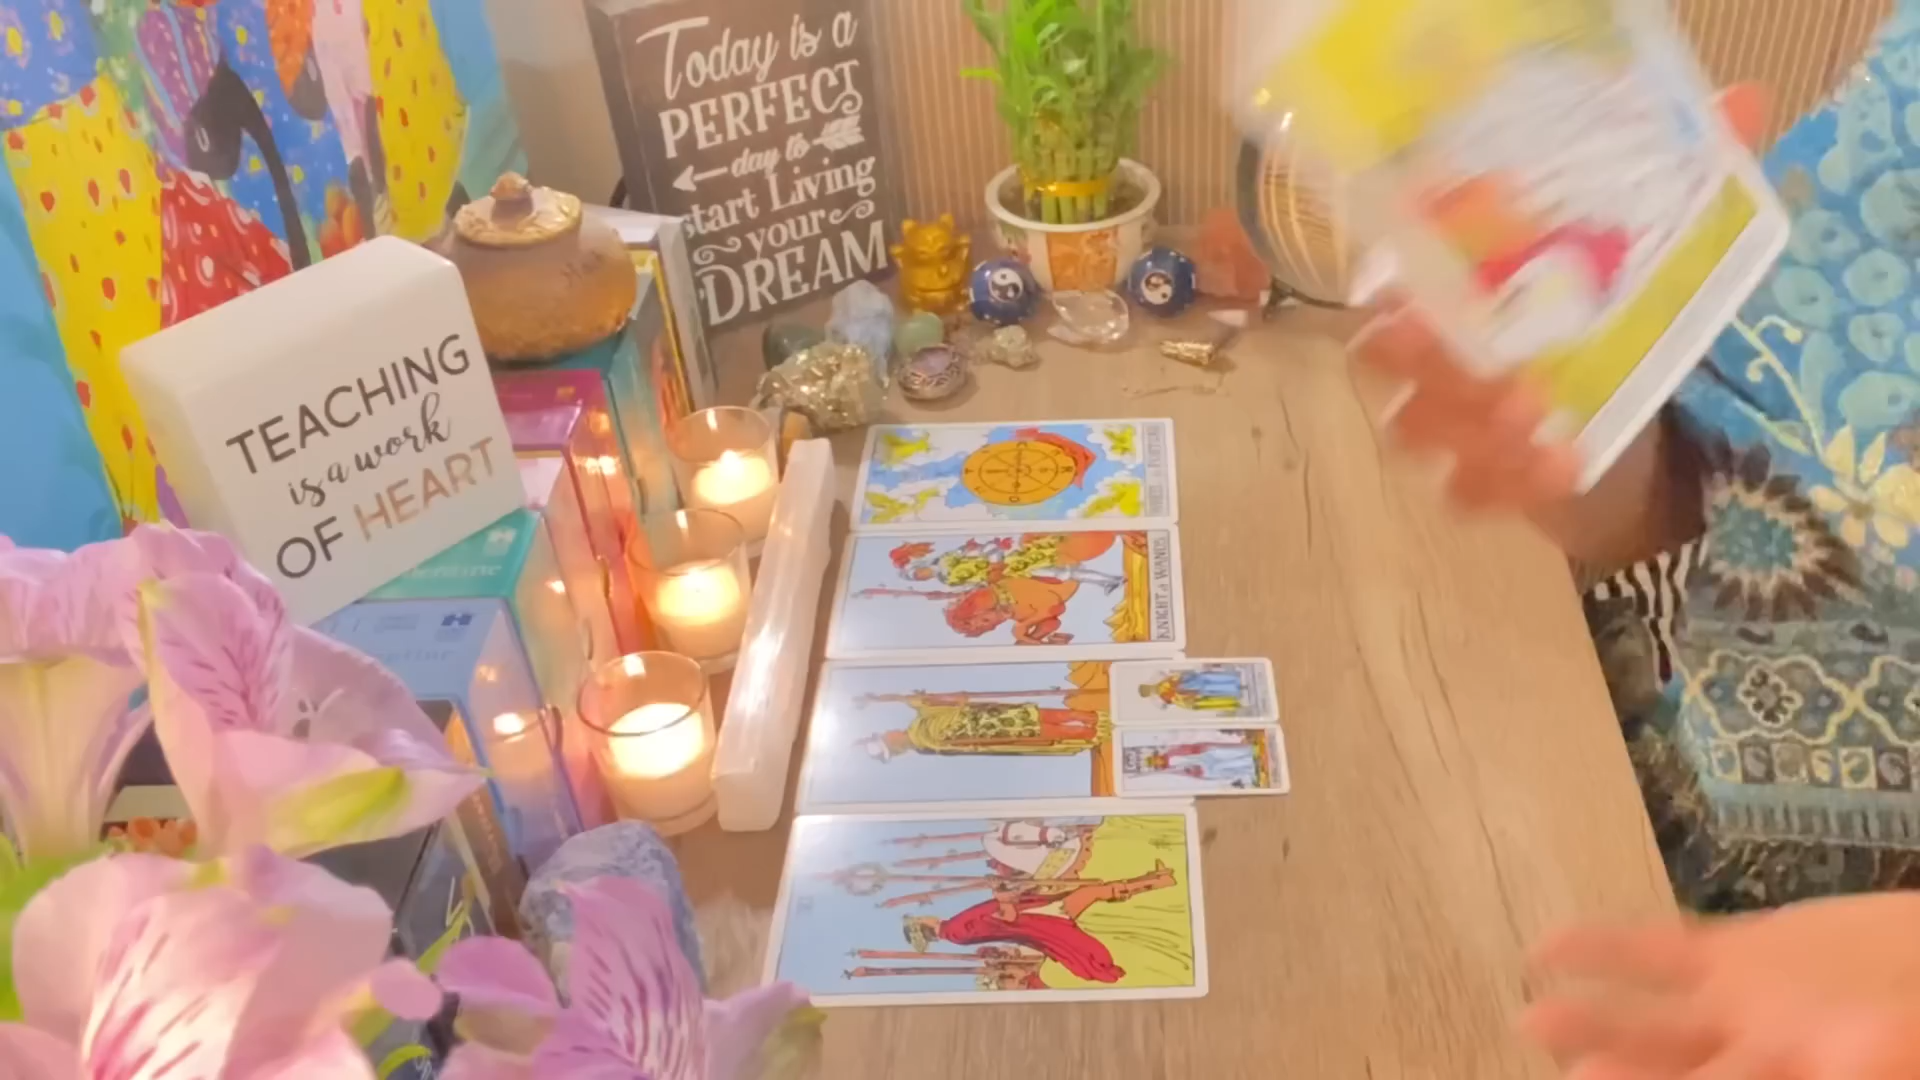 Today is a
PERFECT
day to
start Living
your
DREAM
TEACHING
is a work
OF HEART
KNIGHT of WANDS